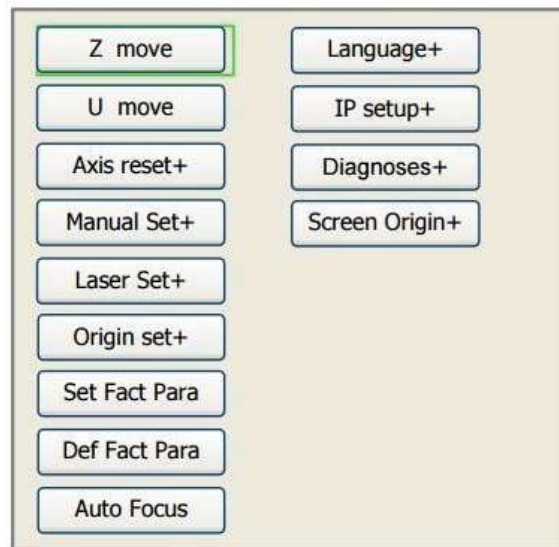 Z move
U move
Axis reset+
Manual Set+
Laser Set+
Origin set+
Set Fact Para
Def Fact Para
Auto Focus
Language+
IP setup+
Diagnoses+
Screen Origin+